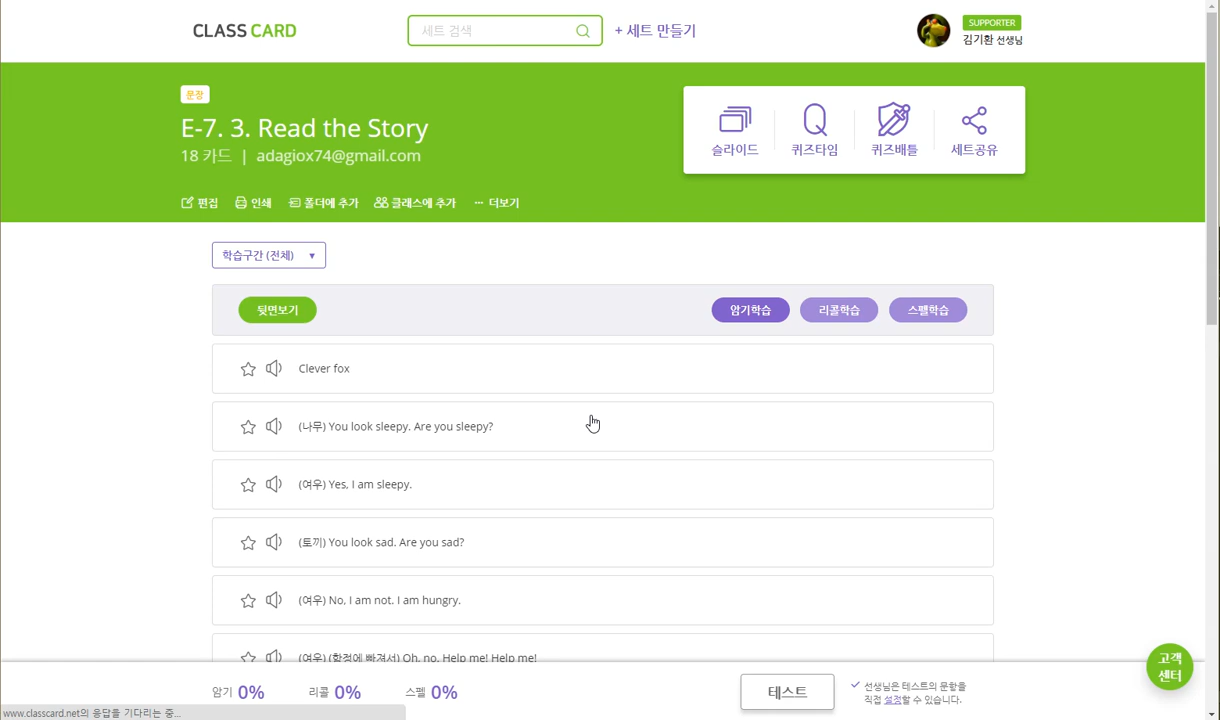 CLASS CARD
세트 검색
+ 세트 만들기
SUPPORTER
김기환 선생님
문장
E-7. 3. Read the Story
18 카드 | adagiox74@gmail.com
슬라이드
퀴즈타임
퀴즈배틀
세트공유
편집
인쇄
폴더에 추가
클래스에 추가
··· 더보기
학습구간 (전체) ▼
뒷면보기
암기학습
리콜학습
스펠학습
Clever fox
(나무) You look sleepy. Are you sleepy?
(여우) Yes, I am sleepy.
(토끼) You look sad. Are you sad?
(여우) No, I am not. I am hungry.
(여우) (함정에 빠져서) Oh, no. Help me! Help me!
암기 0%
리콜 0%
스펠 0%
테스트
선생님은 테스트의 문항을
직접 설정할 수 있습니다.
고객
센터
www.classcard.net의 응답을 기다리는 중...